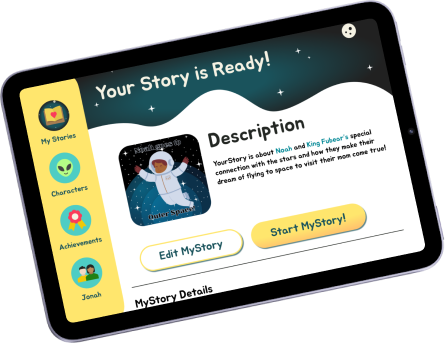 Your Story is Ready!
My Stories
Characters
Achievements
Jonah
Noah goes to
Outer Space
Description
YourStory is about Noah and King Fubear's special
connection with the stars and how they make their
dream of flying to space to visit their mom come true!
Edit MyStory
Start MyStory!
MyStory Details